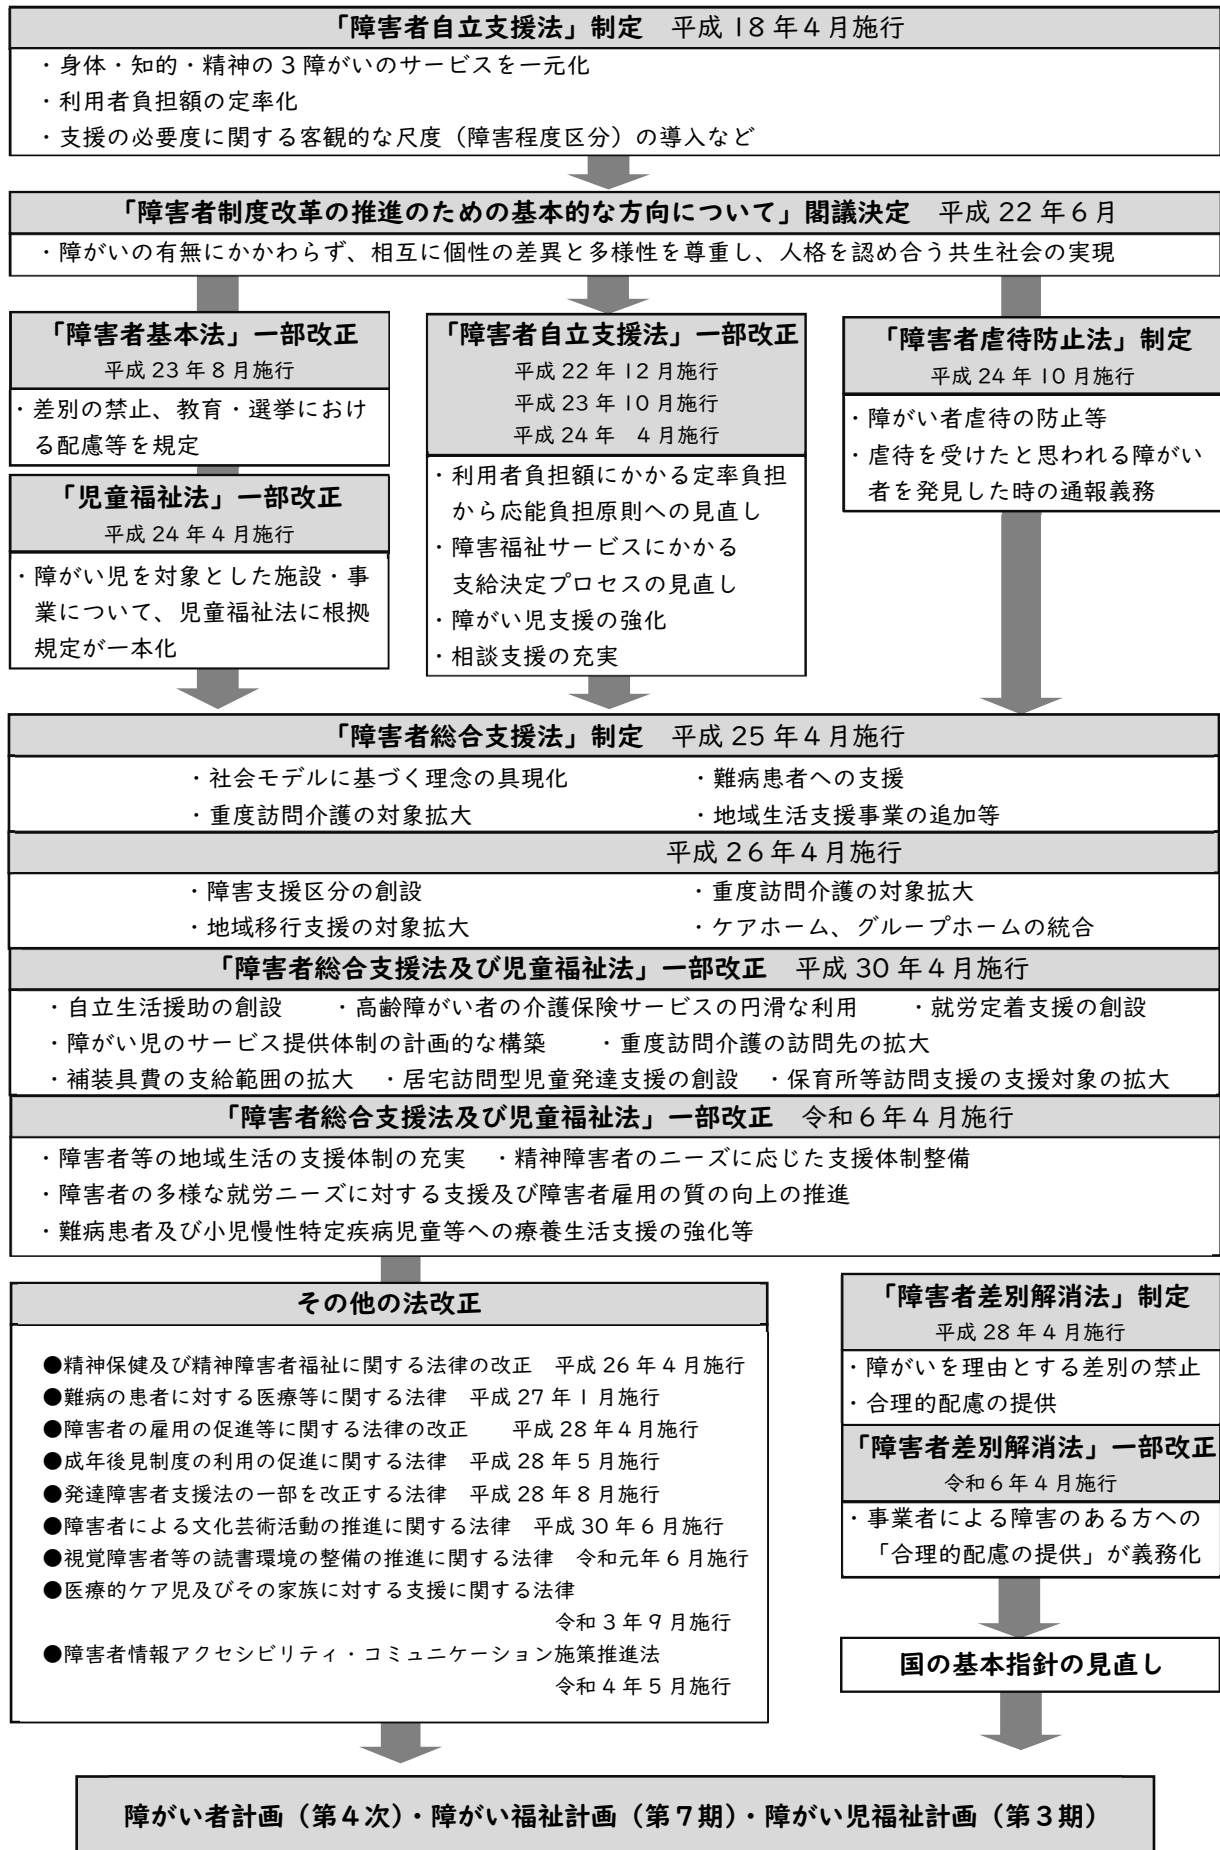 「障害者自立支援法」制定　平成 18 年 4 月施行
・身体・知的・精神の 3 障がいのサービスを一元化
・利用者負担額の定率化
・支援の必要度に関する客観的な尺度（障害程度区分）の導入など
「障害者制度改革の推進のための基本的な方向について」閣議決定　平成 22 年 6 月
・障がいの有無にかかわらず、相互に個性の差異と多様性を尊重し、人格を認め合う共生社会の実現
「障害者基本法」一部改正
平成 23 年 8 月施行
・差別の禁止、教育・選挙におけ
る配慮等を規定
「児童福祉法」一部改正
平成 24 年 4 月施行
・障がい児を対象とした施設・事
業について、児童福祉法に根拠
規定が一本化
「障害者自立支援法」一部改正
平成 22 年 12 月施行
平成 23 年 10 月施行
平成 24 年　4 月施行
・利用者負担額にかかる定率負担
から応能負担原則への見直し
・障害福祉サービスにかかる
支給決定プロセスの見直し
・障がい児支援の強化
・相談支援の充実
「障害者虐待防止法」制定
平成 24 年 10 月施行
・障がい者虐待の防止等
・虐待を受けたと思われる障がい
者を発見した時の通報義務
「障害者総合支援法」制定　平成 25 年 4 月施行
・社会モデルに基づく理念の具現化　・難病患者への支援
・重度訪問介護の対象拡大　・地域生活支援事業の追加等
平成 26 年 4 月施行
・障害支援区分の創設　・重度訪問介護の対象拡大
・地域移行支援の対象拡大　・ケアホーム、グループホームの統合
「障害者総合支援法及び児童福祉法」一部改正　平成 30 年 4 月施行
・自立生活援助の創設　・高齢障がい者の介護保険サービスの円滑な利用　・就労定着支援の創設
・障がい児のサービス提供体制の計画的な構築　・重度訪問介護の訪問先の拡大
・補装具費の支給範囲の拡大　・居宅訪問型児童発達支援の創設　・保育所等訪問支援の支援対象の拡大
「障害者総合支援法及び児童福祉法」一部改正　令和 6 年 4 月施行
・障害者等の地域生活の支援体制の充実　・精神障害者のニーズに応じた支援体制整備
・障害者の多様な就労ニーズに対する支援及び障害者雇用の質の向上の推進
・難病患者及び小児慢性特定疾病児童等への療養生活支援の強化等
その他の法改正
●精神保健及び精神障害者福祉に関する法律の改正　平成 26 年 4 月施行
●難病の患者に対する医療等に関する法律　平成 27 年 1 月施行
●障害者の雇用の促進等に関する法律の改正　平成 28 年 4 月施行
●成年後見制度の利用の促進に関する法律　平成 28 年 5 月施行
●発達障害者支援法の一部を改正する法律　平成 28 年 8 月施行
●障害者による文化芸術活動の推進に関する法律　平成 30 年 6 月施行
●視覚障害者等の読書環境の整備の推進に関する法律　令和元年 6 月施行
●医療的ケア児及びその家族に対する支援に関する法律
令和 3 年 9 月施行
●障害者情報アクセシビリティ・コミュニケーション施策推進法
令和 4 年 5 月施行
「障害者差別解消法」制定
平成 28 年 4 月施行
・障がいを理由とする差別の禁止
・合理的配慮の提供
「障害者差別解消法」一部改正
令和 6 年 4 月施行
・事業者による障害のある方への
「合理的配慮の提供」が義務化
国の基本指針の見直し
障がい者計画（第４次）・障がい福祉計画（第７期）・障がい児福祉計画（第３期）